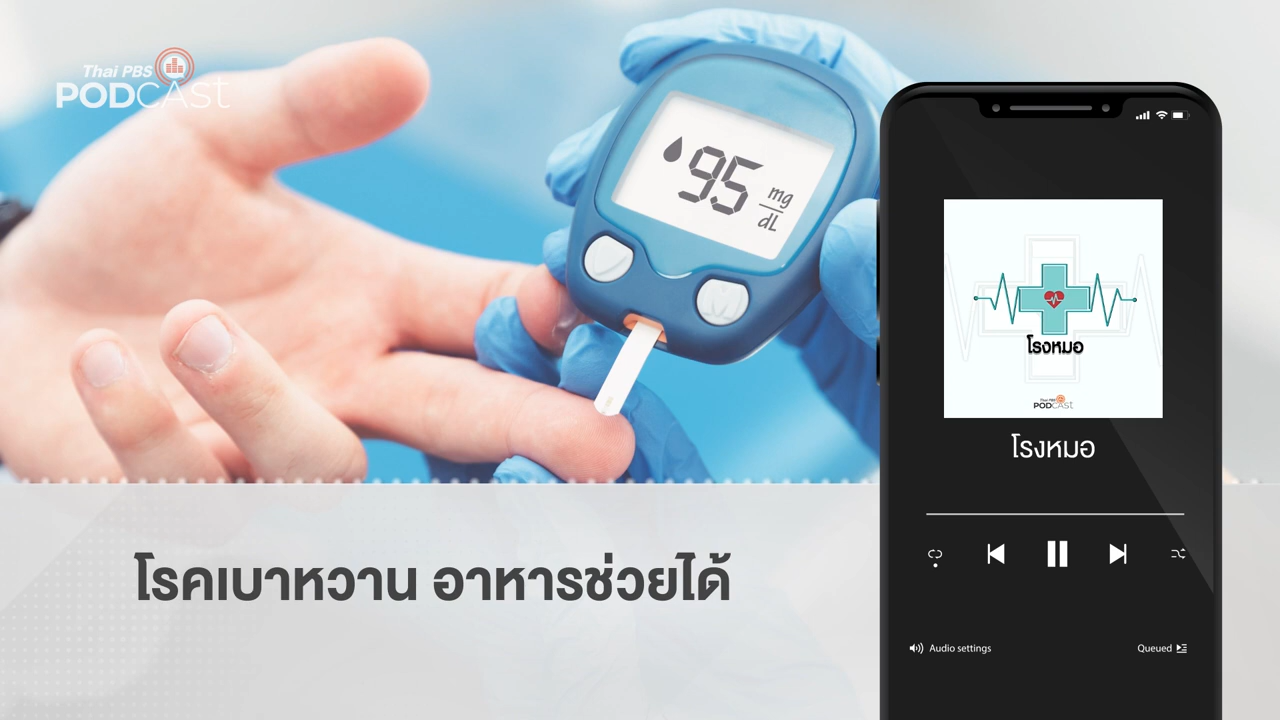 Thai PBS
PODCAST
95 mg/dL
M
โรงหมอ
Thai PBS
PODCAST
โรงหมอ
โรคเบาหวาน อาหารช่วยได้
Audio settings
Queued